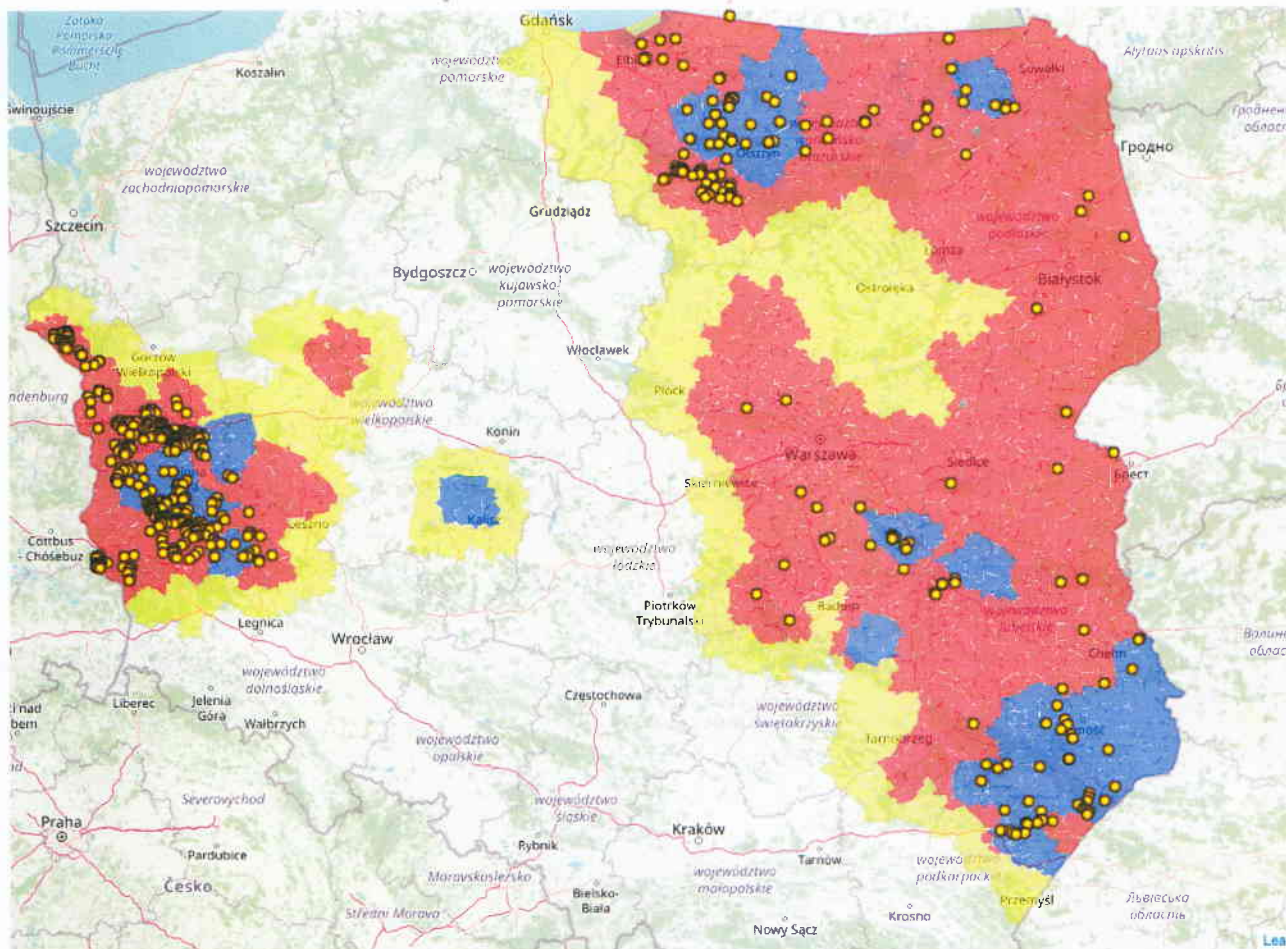 Zatoka
Pomorska
Pommersche
Bucht
Gdańsk
Koszalin
województwo
pomorskie
Elbląg
Suwałki
Alytaus apskritis
Świnoujście
Olsztyn
Гродно
województwo
zachodniopomorskie
Szczecin
Grudziądz
województwo
podlaskie
Łomża
Bydgoszcz
województwo
kujawsko-
pomorskie
Białystok
Ostrołęka
Włocławek
Gorzów
Wielkopolski
Płock
województwo
wielkopolskie
Konin
Warszawa
Siedlce
Брест
Skierniewice
Kalisz
Leszno
Cottbus
- Chóśebuz
województwo
łódzkie
Piotrków
Trybunalski
Radom
województwo
lubelskie
Legnica
Wrocław
Chełm
województwo
dolnośląskie
Liberec
Jelenia
Góra
Wałbrzych
Częstochowa
województwo
świętokrzyskie
województwo
opolskie
Tarnobrzeg
Severovýchod
województwo
śląskie
Praha
Kraków
Pardubice
Rybnik
Tarnów
Česko
Moravskoslezsko
województwo
małopolskie
podkarpackie
Bielsko-
Biała
Przemyśl
Львівська
область
Střední Morava
Krosno
Nowy Sącz